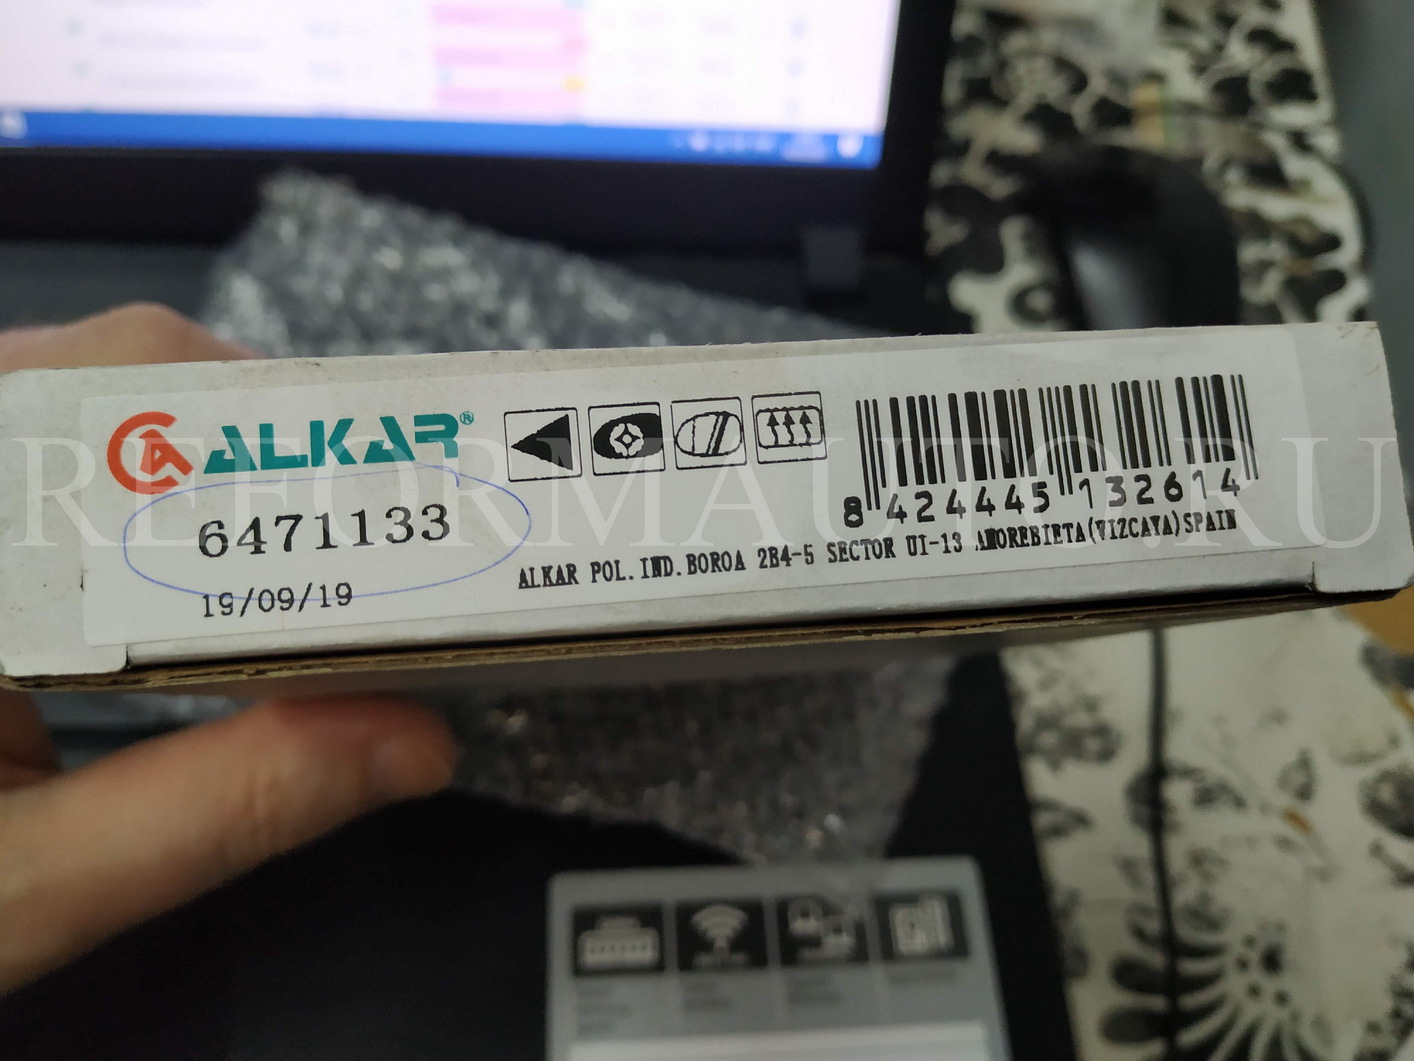 ALKAR®
6471133
19/09/19
8 424445 132614
ALKAR POL.IND.BOROA 2B4-5 SECTOR UI-13 AMOREBIETA(VIZCAYA)SPAIN
REFORMAUTO.RU